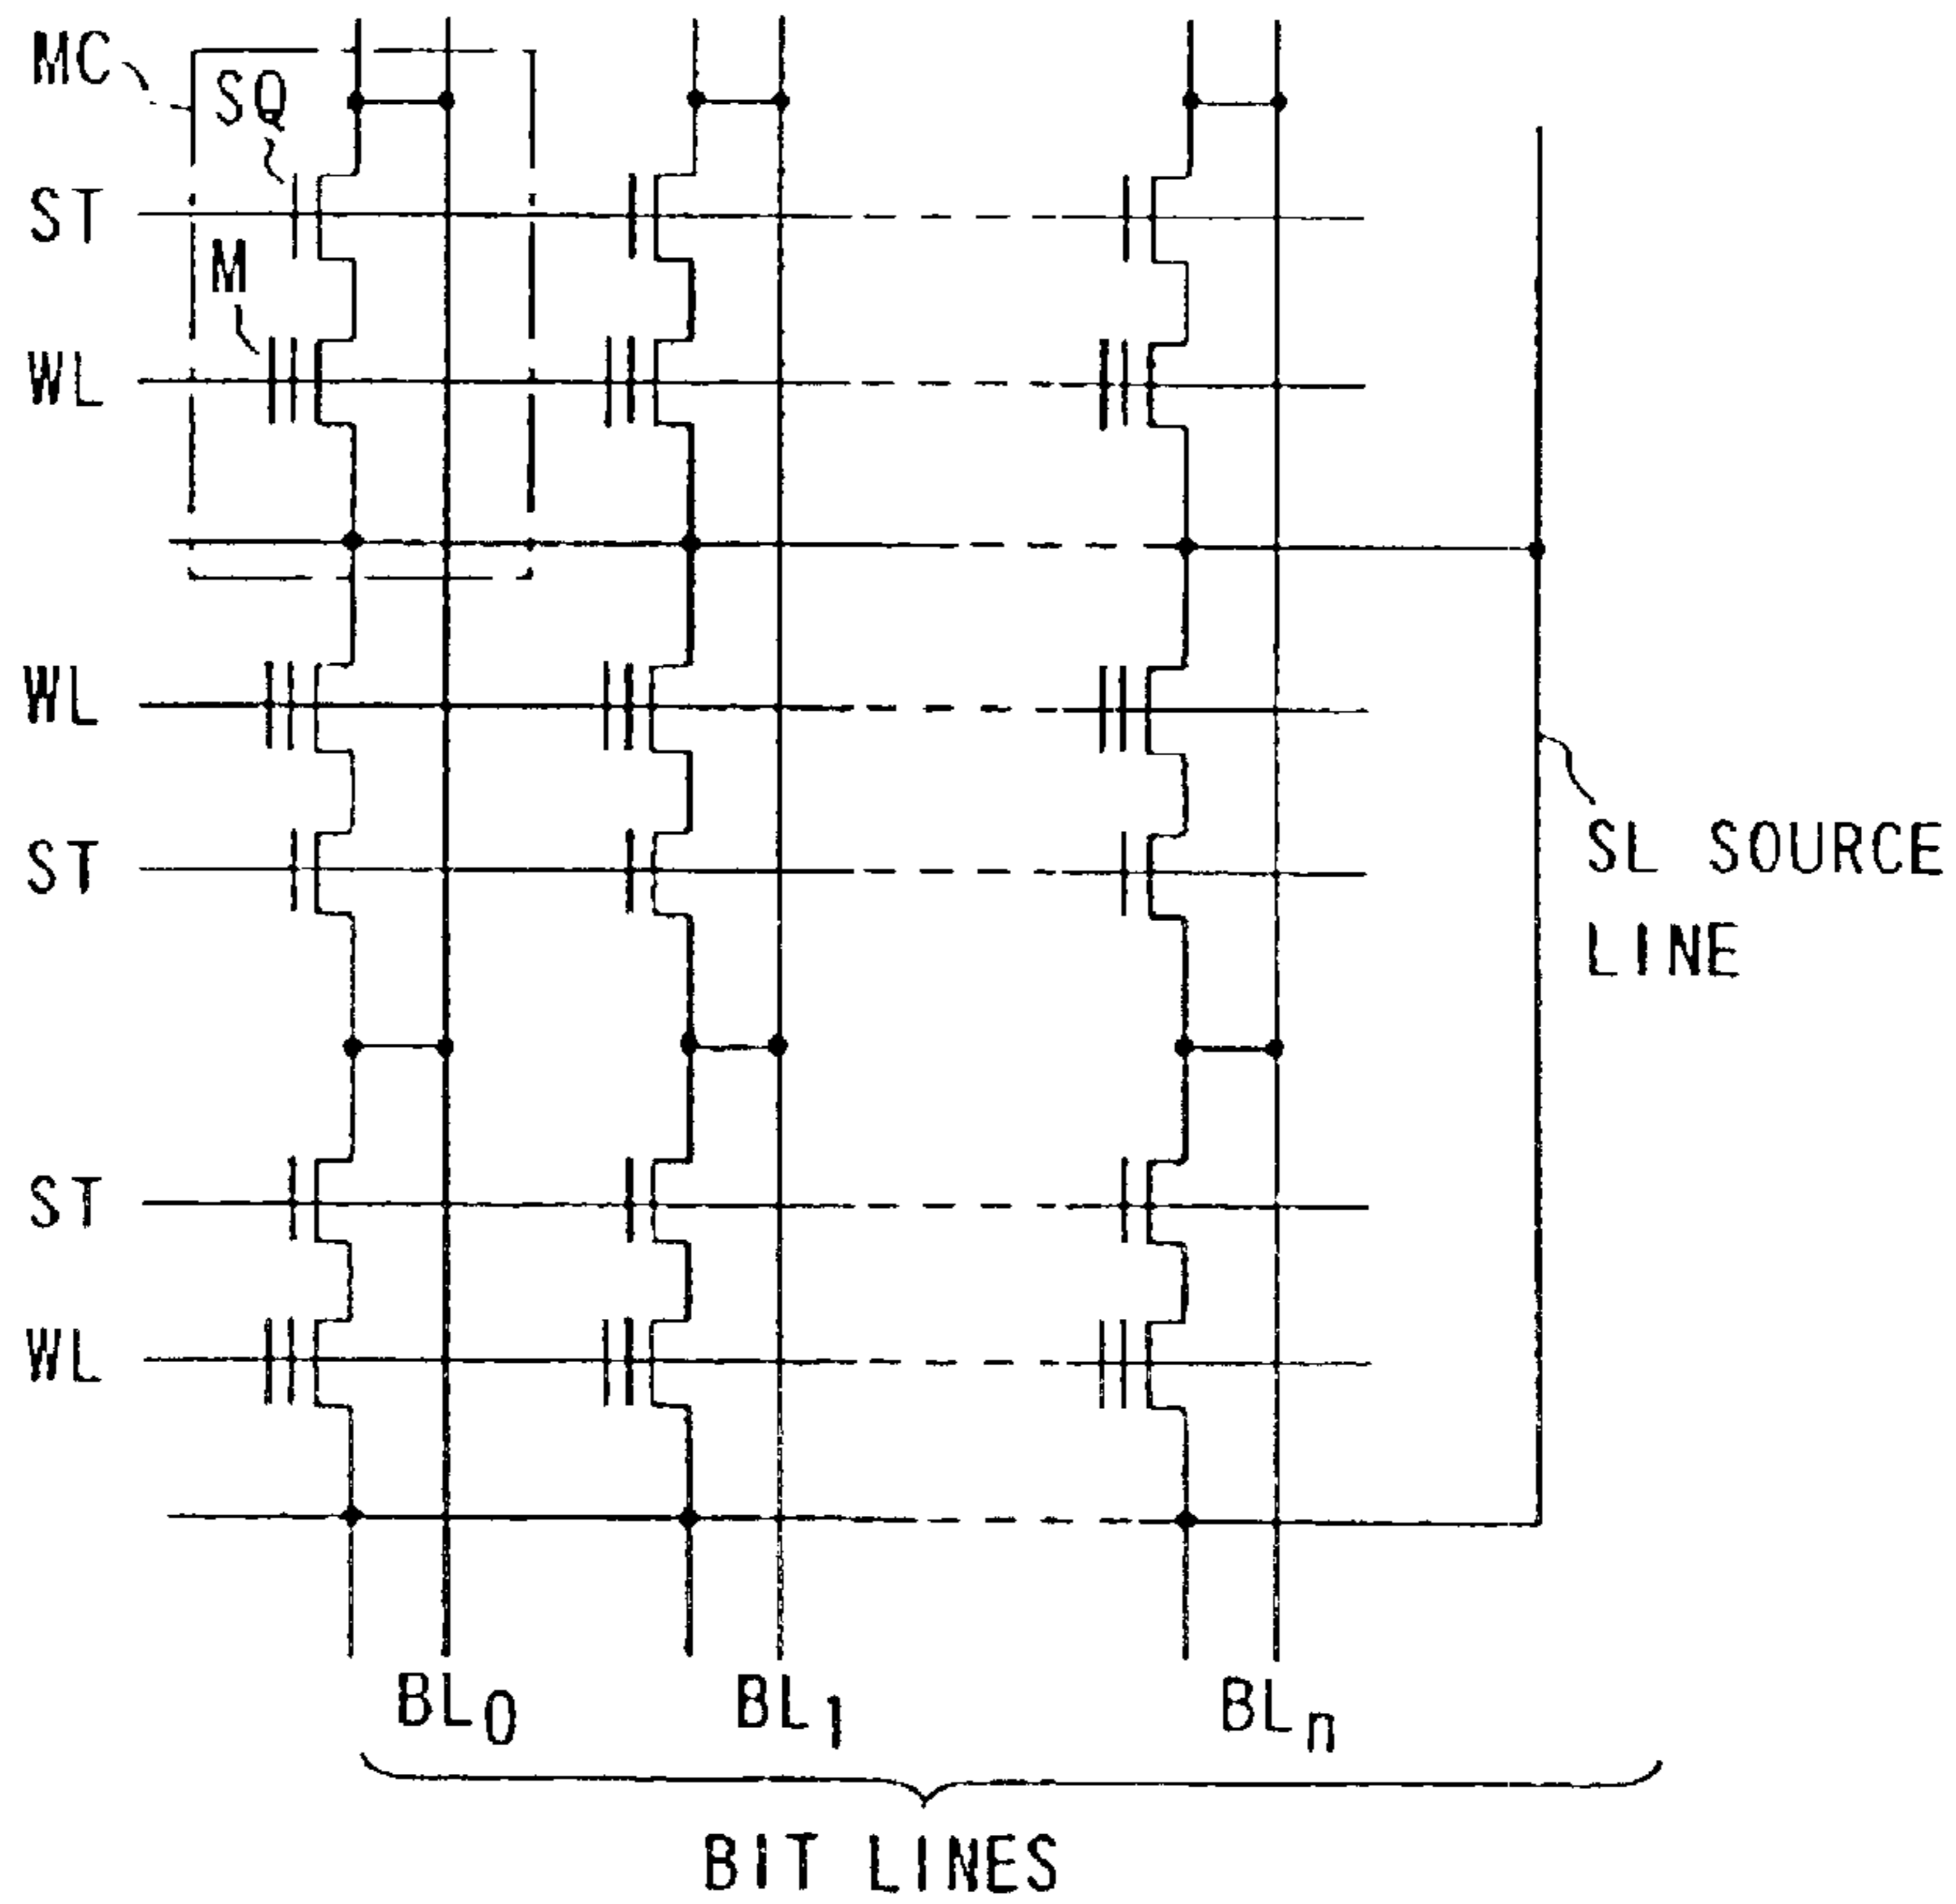 MC
SQ
ST
M
WL
WL
ST
SL SOURCE
LINE
ST
WL
BL0 BL1 BLn
BIT LINES